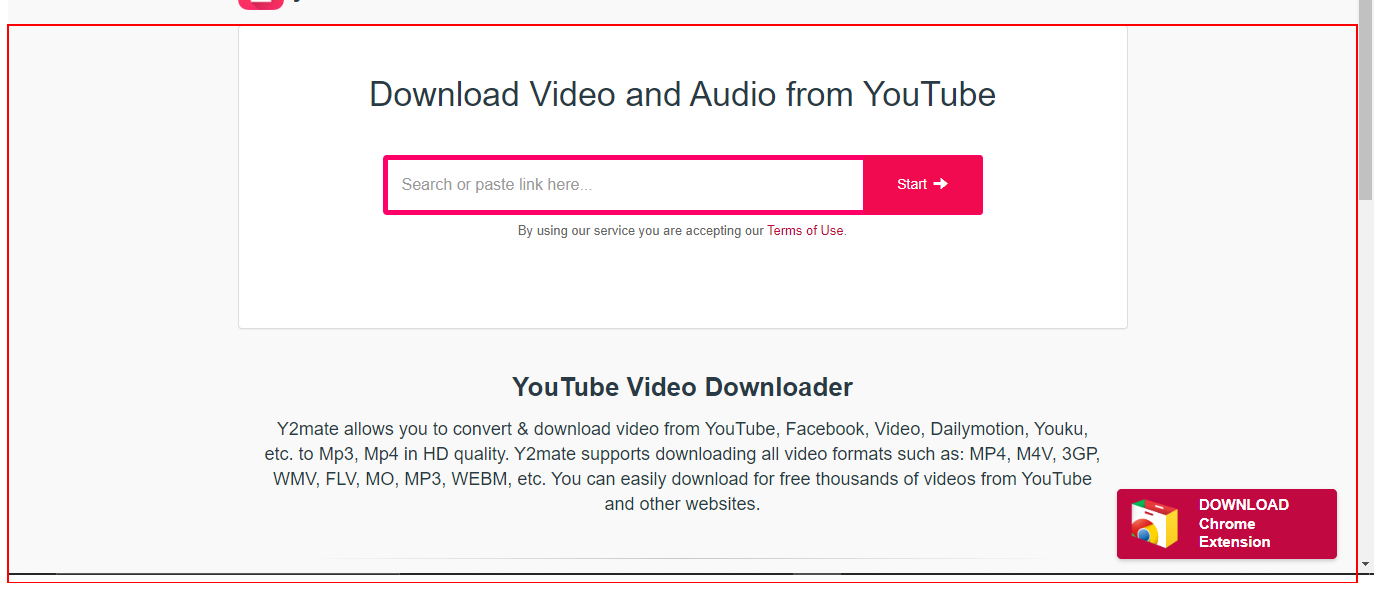 Download Video and Audio from YouTube
Search or paste link here...
Start
By using our service you are accepting our Terms of Use.
YouTube Video Downloader
Y2mate allows you to convert & download video from YouTube, Facebook, Video, Dailymotion, Youku,
etc. to Mp3, Mp4 in HD quality. Y2mate supports downloading all video formats such as: MP4, M4V, 3GP,
WMV, FLV, MO, MP3, WEBM, etc. You can easily download for free thousands of videos from YouTube
and other websites.
DOWNLOAD
Chrome
Extension